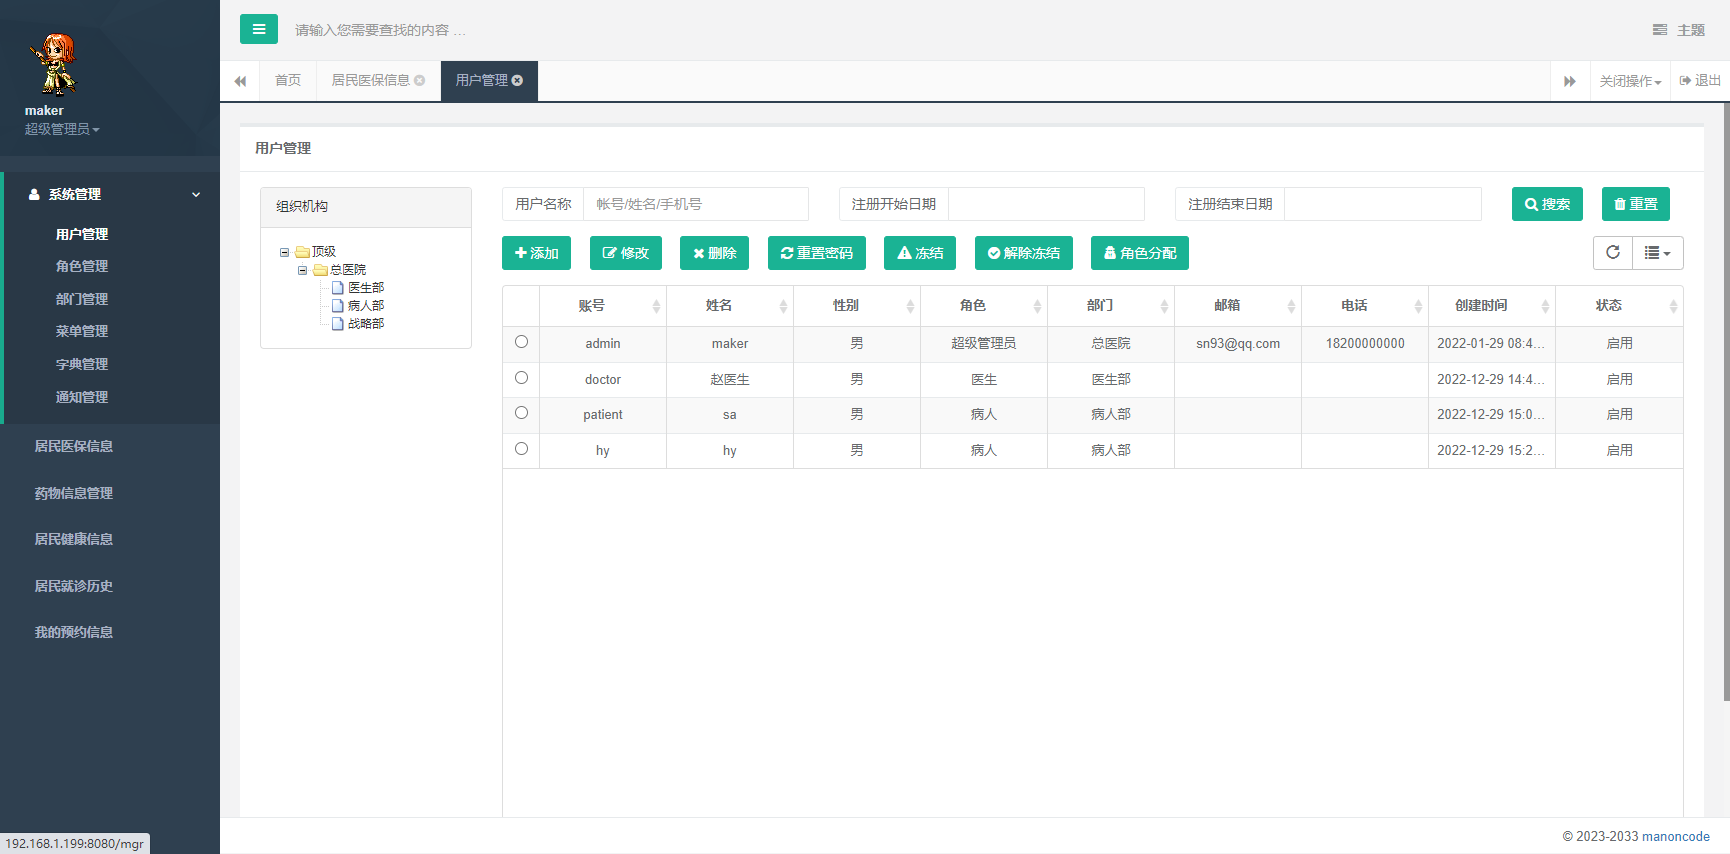 maker
超级管理员
系统管理
用户管理
角色管理
部门管理
菜单管理
字典管理
通知管理
居民医保信息
药物信息管理
居民健康信息
居民就诊历史
我的预约信息
192.168.1.199:8080/mgr
请输入您需要查找的内容 …
主题
首页
居民医保信息
用户管理
关闭操作
退出
用户管理
组织机构
顶级
总医院
医生部
病人部
战略部
用户名称 帐号/姓名/手机号 注册开始日期 注册结束日期 搜索 重置
添加 修改 删除 重置密码 冻结 解除冻结 角色分配
账号 姓名 性别 角色 部门 邮箱 电话 创建时间 状态
admin maker 男 超级管理员 总医院 sn93@qq.com 18200000000 2022-01-29 08:4... 启用
doctor 赵医生 男 医生 医生部 2022-12-29 14:4... 启用
patient sa 男 病人 病人部 2022-12-29 15:0... 启用
hy hy 男 病人 病人部 2022-12-29 15:2... 启用
© 2023-2033 manoncode